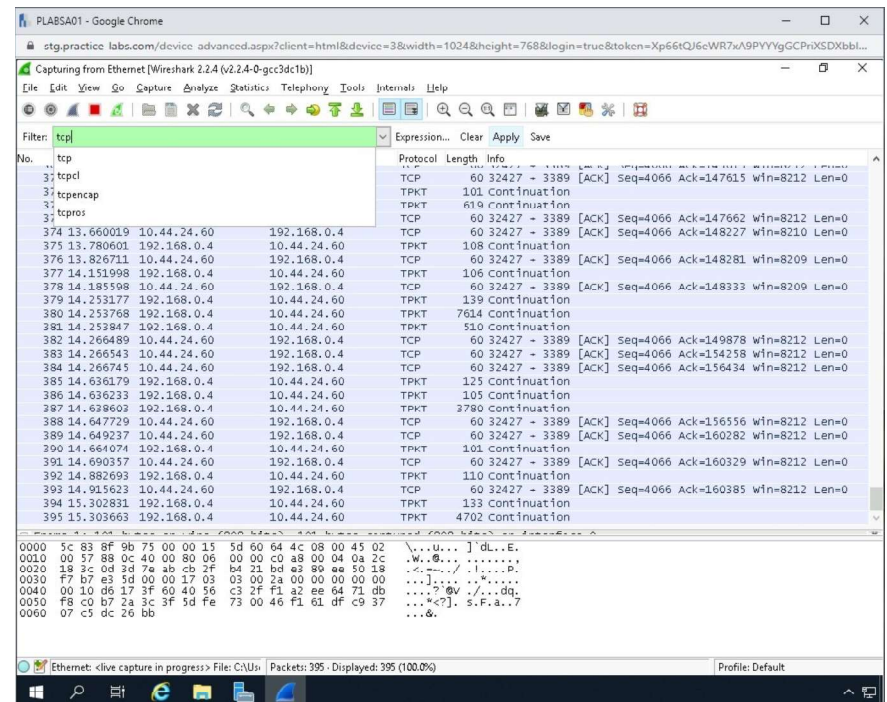 PLABSA01 - Google Chrome
stg.practice-labs.com/device-advanced.aspx?client=html&device=3&width=1024&height=768&login=true&token=
Capturing from Ethernet [Wireshark 2.2.4 (v2.2.4-0-gcc3dc1b)]
File Edit View Go Capture Analyze Statistics Telephony Tools Internals Help
Filter: tcp Expression... Clear Apply Save
No. Protocol Length Info
tcp
tcpcl
tcpencap
tcpros
TCP 60 32427 → 3389 [ACK] Seq=4066 Ack=147615 Win=8212 Len=0
TPKT 101 Continuation
TPKT 619 Continuation
TCP 60 32427 → 3389 [ACK] Seq=4066 Ack=147662 Win=8212 Len=0
374 13.660019 10.44.24.60 192.168.0.4 TCP 60 32427 → 3389 [ACK] Seq=4066 Ack=148227 Win=8210 Len=0
375 13.780601 192.168.0.4 10.44.24.60 TPKT 108 Continuation
376 13.826711 10.44.24.60 192.168.0.4 TCP 60 32427 → 3389 [ACK] Seq=4066 Ack=148281 Win=8209 Len=0
377 14.151998 192.168.0.4 10.44.24.60 TPKT 106 Continuation
378 14.185598 10.44.24.60 192.168.0.4 TCP 60 32427 → 3389 [ACK] Seq=4066 Ack=148333 Win=8209 Len=0
379 14.253177 192.168.0.4 10.44.24.60 TPKT 139 Continuation
380 14.253768 192.168.0.4 10.44.24.60 TPKT 7614 Continuation
381 14.253847 192.168.0.4 10.44.24.60 TPKT 510 Continuation
382 14.266489 10.44.24.60 192.168.0.4 TCP 60 32427 → 3389 [ACK] Seq=4066 Ack=149878 Win=8212 Len=0
383 14.266543 10.44.24.60 192.168.0.4 TCP 60 32427 → 3389 [ACK] Seq=4066 Ack=154258 Win=8212 Len=0
384 14.266745 10.44.24.60 192.168.0.4 TCP 60 32427 → 3389 [ACK] Seq=4066 Ack=156434 Win=8212 Len=0
385 14.636179 192.168.0.4 10.44.24.60 TPKT 125 Continuation
386 14.636233 192.168.0.4 10.44.24.60 TPKT 105 Continuation
387 14.638603 192.168.0.4 10.44.24.60 TPKT 3780 Continuation
388 14.647729 10.44.24.60 192.168.0.4 TCP 60 32427 → 3389 [ACK] Seq=4066 Ack=156556 Win=8212 Len=0
389 14.649237 10.44.24.60 192.168.0.4 TCP 60 32427 → 3389 [ACK] Seq=4066 Ack=160282 Win=8212 Len=0
390 14.664074 192.168.0.4 10.44.24.60 TPKT 101 Continuation
391 14.690357 10.44.24.60 192.168.0.4 TCP 60 32427 → 3389 [ACK] Seq=4066 Ack=160329 Win=8212 Len=0
392 14.882693 192.168.0.4 10.44.24.60 TPKT 110 Continuation
393 14.915623 10.44.24.60 192.168.0.4 TCP 60 32427 → 3389 [ACK] Seq=4066 Ack=160385 Win=8212 Len=0
394 15.302831 192.168.0.4 10.44.24.60 TPKT 133 Continuation
395 15.303663 192.168.0.4 10.44.24.60 TPKT 4702 Continuation
0000 5c 83 8f 9b 75 00 00 15 5d 60 64 4c 08 00 45 02 \...u... ]`dL..E.
0010 00 57 88 0c 40 00 80 06 00 00 c0 a8 00 04 0a 2c .W..@... .......,
0020 18 3c 0d 3d 7e ab cb 2f b4 21 bd e3 89 ee 50 18 .<.=~../ .!....P.
0030 f7 b7 e3 5d 00 00 17 03 03 00 2a 00 00 00 00 00 ...].... ..*.....
0040 00 10 d6 17 3f 60 40 56 c3 2f f1 a2 ee 64 71 db ....?`@V ./...dq.
0050 f8 c0 b7 2a 3c 3f 5d fe 73 00 46 f1 61 df c9 37 ...*<?]. s.F.a..7
0060 07 c5 dc 26 bb ...&.
Ethernet: <live capture in progress> File: C:\Us Packets: 395 · Displayed: 395 (100.0%) Profile: Default